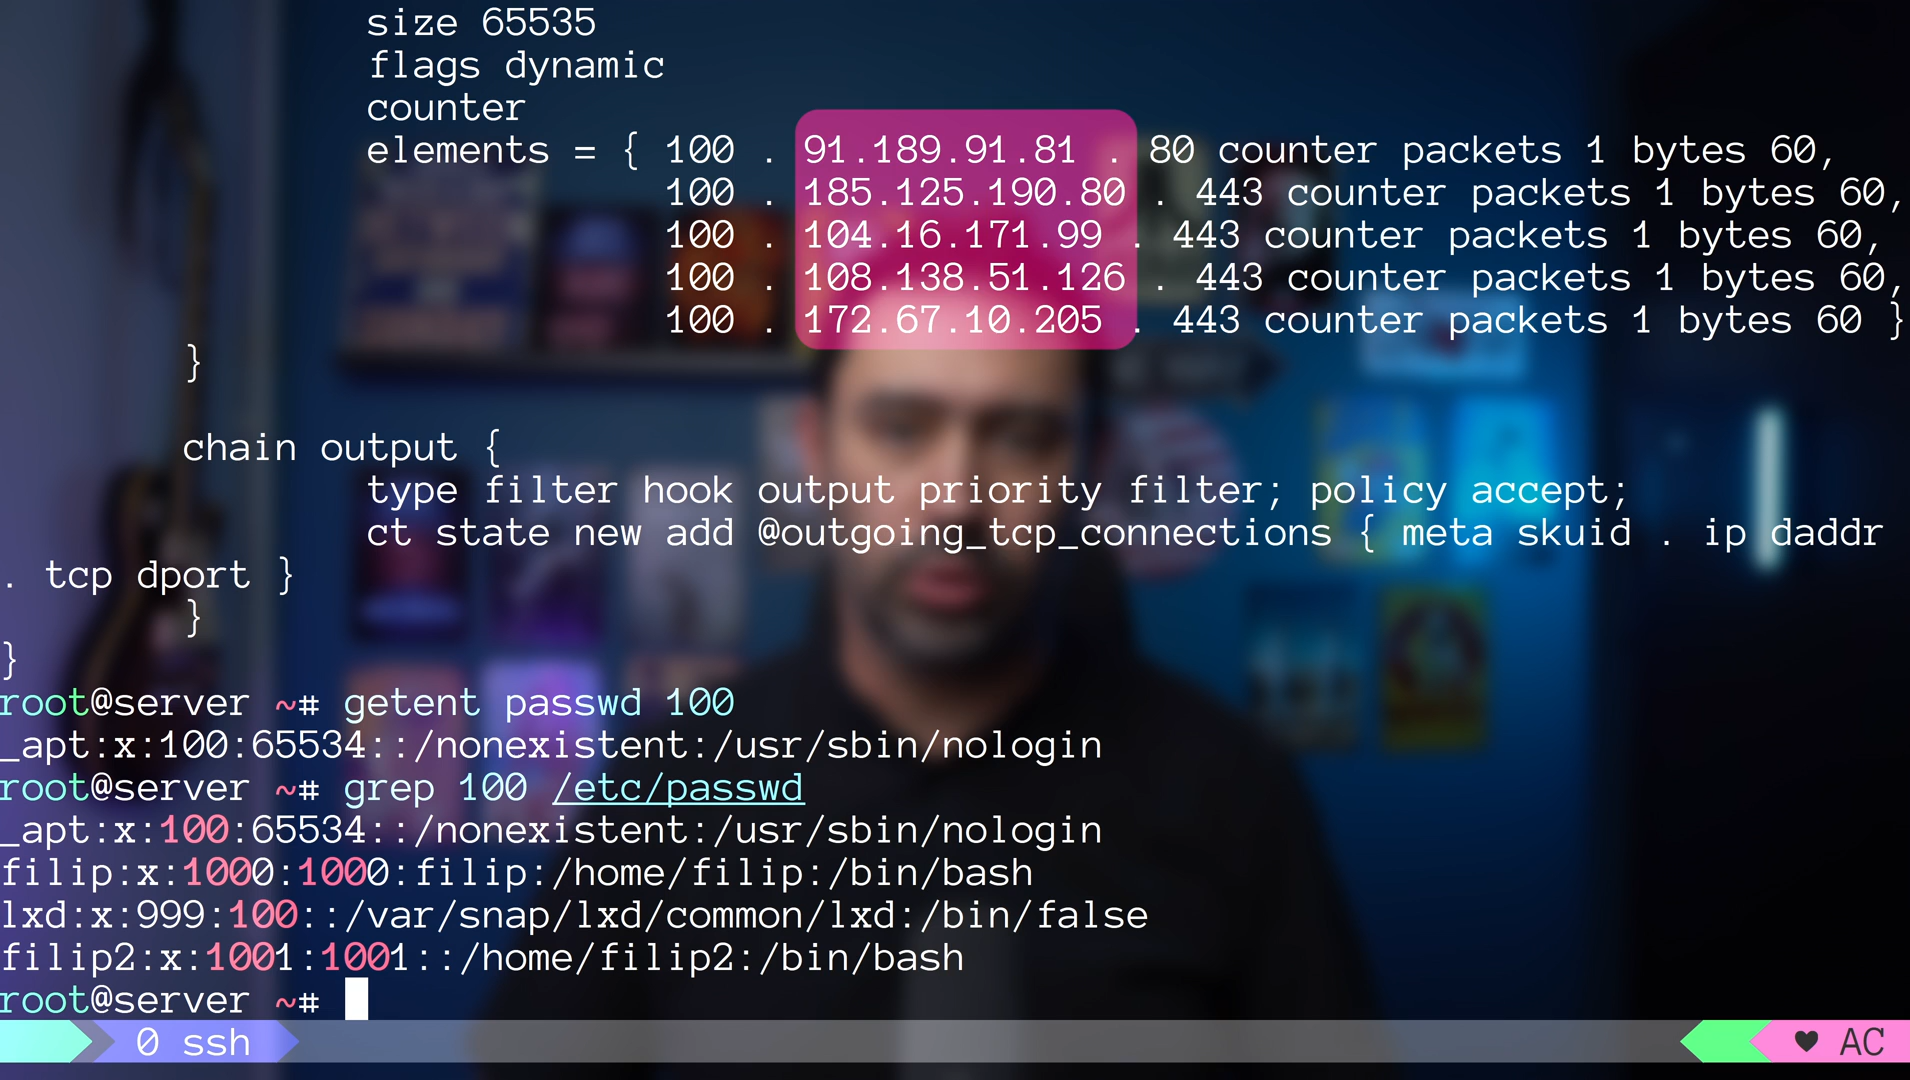 size 65535
flags dynamic
counter
elements = { 100 . 91.189.91.81 . 80 counter packets 1 bytes 60,
100 . 185.125.190.80 . 443 counter packets 1 bytes 60,
100 . 104.16.171.99 . 443 counter packets 1 bytes 60,
100 . 108.138.51.126 . 443 counter packets 1 bytes 60,
100 . 172.67.10.205 . 443 counter packets 1 bytes 60 }
}
chain output {
type filter hook output priority filter; policy accept;
ct state new add @outgoing_tcp_connections { meta skuid . ip daddr
. tcp dport }
}
}
root@server ~# getent passwd 100
_apt:x:100:65534::/nonexistent:/usr/sbin/nologin
root@server ~# grep 100 /etc/passwd
_apt:x:100:65534::/nonexistent:/usr/sbin/nologin
filip:x:1000:1000:filip:/home/filip:/bin/bash
lxd:x:999:100::/var/snap/lxd/common/lxd:/bin/false
filip2:x:1001:1001::/home/filip2:/bin/bash
root@server ~#
0 ssh
♥ AC